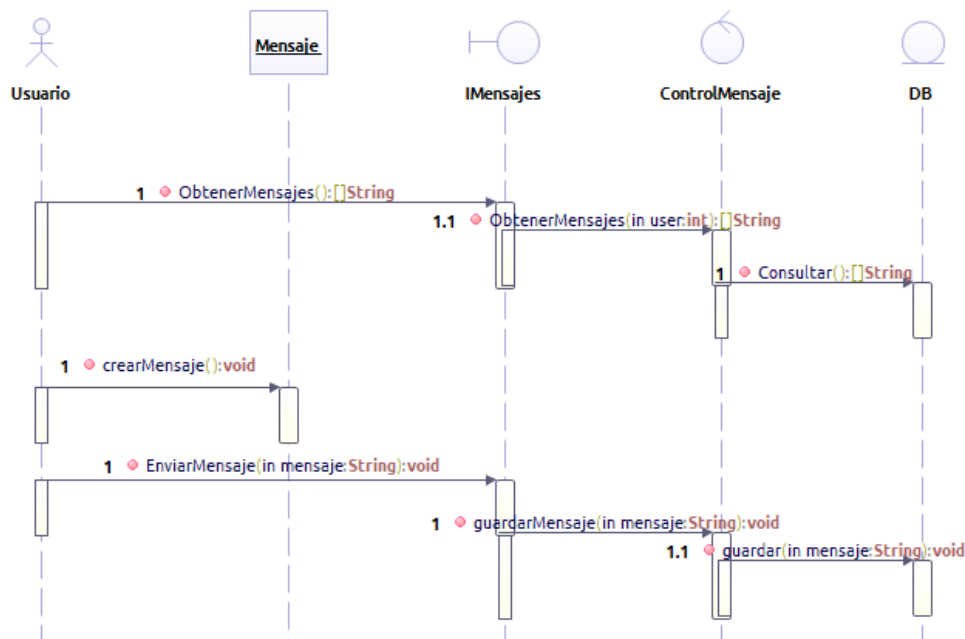 Mensaje
Usuario
IMensajes
ControlMensaje
DB
1 ObtenerMensajes():[]String
1.1 ObtenerMensajes(in user:int):[]String
1 Consultar():[]String
1 crearMensaje():void
1 EnviarMensaje(in mensaje:String):void
1 guardarMensaje(in mensaje:String):void
1.1 guardar(in mensaje:String):void